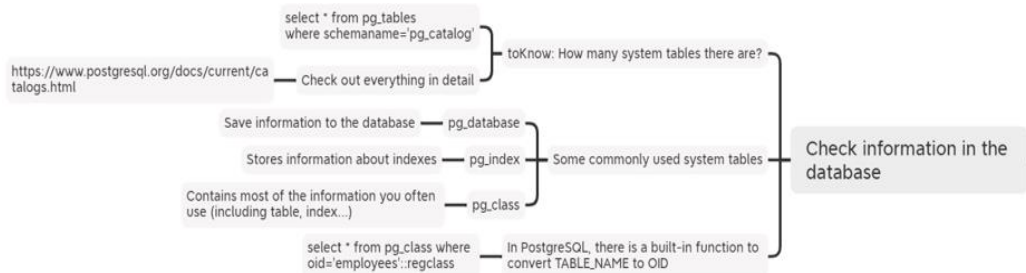 select * from pg_tables
where schemaname='pg_catalog'
toKnow: How many system tables there are?
https://www.postgresql.org/docs/current/ca
talogs.html
Check out everything in detail
Save information to the database
pg_database
Stores information about indexes
pg_index
Some commonly used system tables
Contains most of the information you often
use (including table, index...)
pg_class
Check information in the
database
select * from pg_class where
oid='employees'::regclass
In PostgreSQL, there is a built-in function to
convert TABLE_NAME to OID